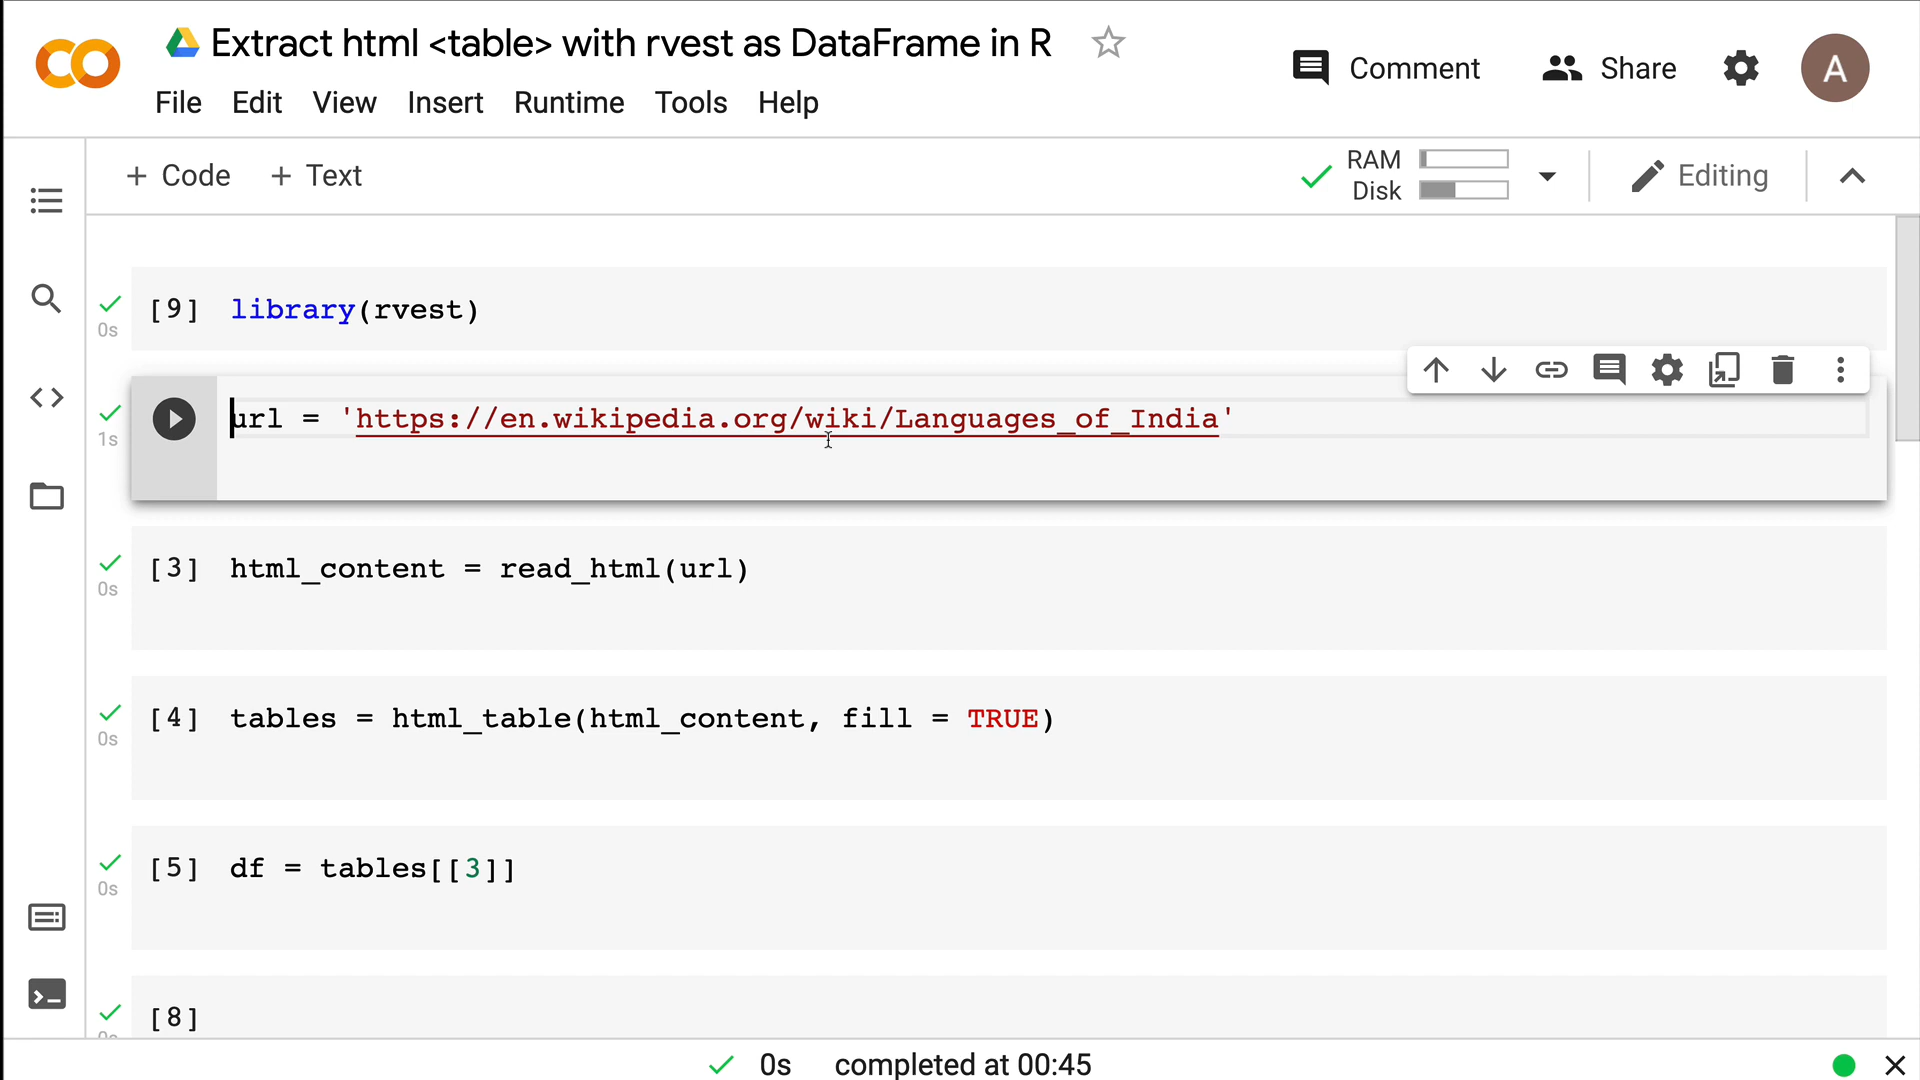 Extract html <table> with rvest as DataFrame in R
Comment
Share
A
File Edit View Insert Runtime Tools Help
+ Code + Text
RAM
Disk
Editing
[9] library(rvest)
0s
url = 'https://en.wikipedia.org/wiki/Languages_of_India'
1s
[3] html_content = read_html(url)
0s
[4] tables = html_table(html_content, fill = TRUE)
0s
[5] df = tables[[3]]
0s
[8]
0s
0s completed at 00:45